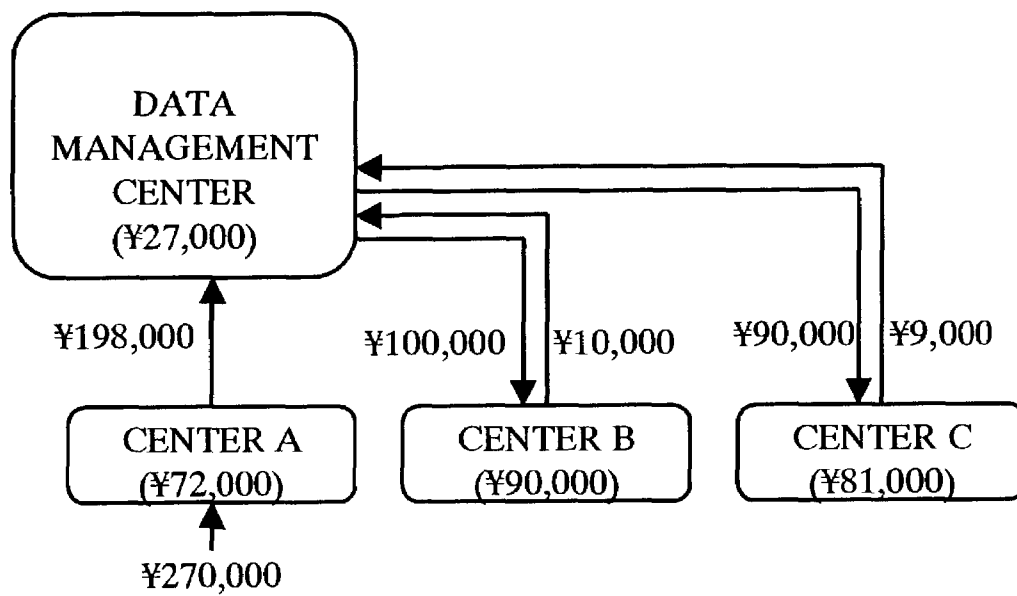 DATA
MANAGEMENT
CENTER
(¥27,000)
¥198,000
¥100,000
¥10,000
¥90,000
¥9,000
CENTER A
(¥72,000)
CENTER B
(¥90,000)
CENTER C
(¥81,000)
¥270,000